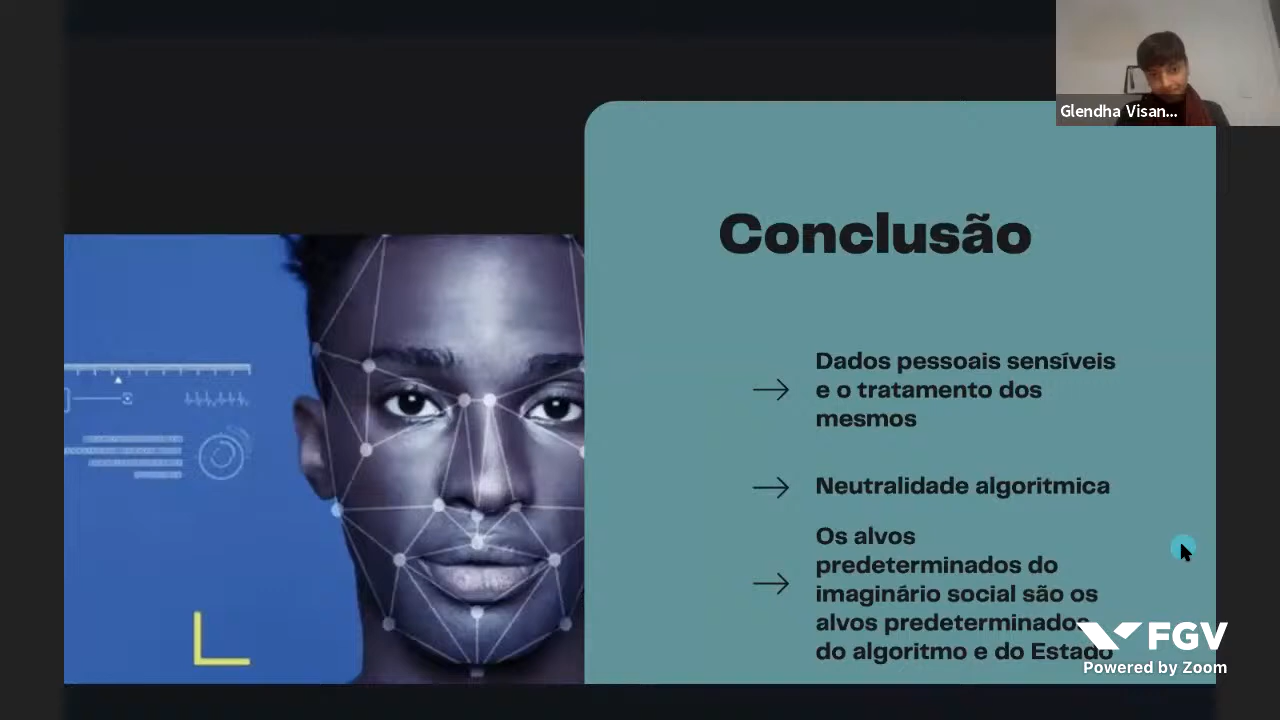 Glendha Visan...
Conclusão
Dados pessoais sensíveis
e o tratamento dos
mesmos
Neutralidade algoritmica
Os alvos
predeterminados do
imaginário social são os
alvos predeterminados
do algoritmo e do Estado
FGV
Powered by Zoom